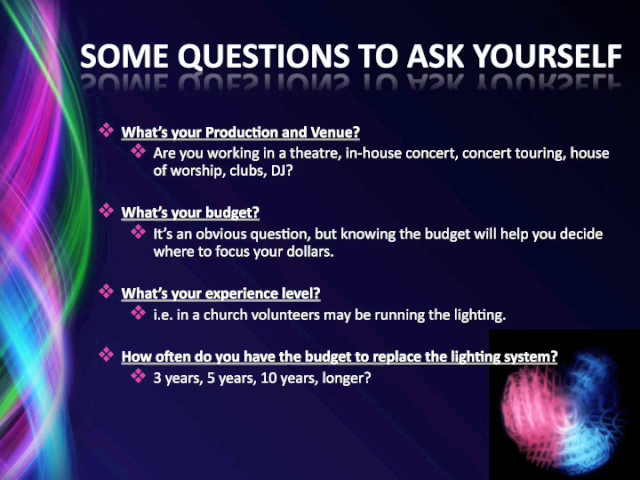 SOME QUESTIONS TO ASK YOURSELF
What's your Production and Venue?
Are you working in a theatre, in-house concert, concert touring, house
of worship, clubs, DJ?
What's your budget?
It's an obvious question, but knowing the budget will help you decide
where to focus your dollars.
What's your experience level?
i.e. in a church volunteers may be running the lighting.
How often do you have the budget to replace the lighting system?
3 years, 5 years, 10 years, longer?